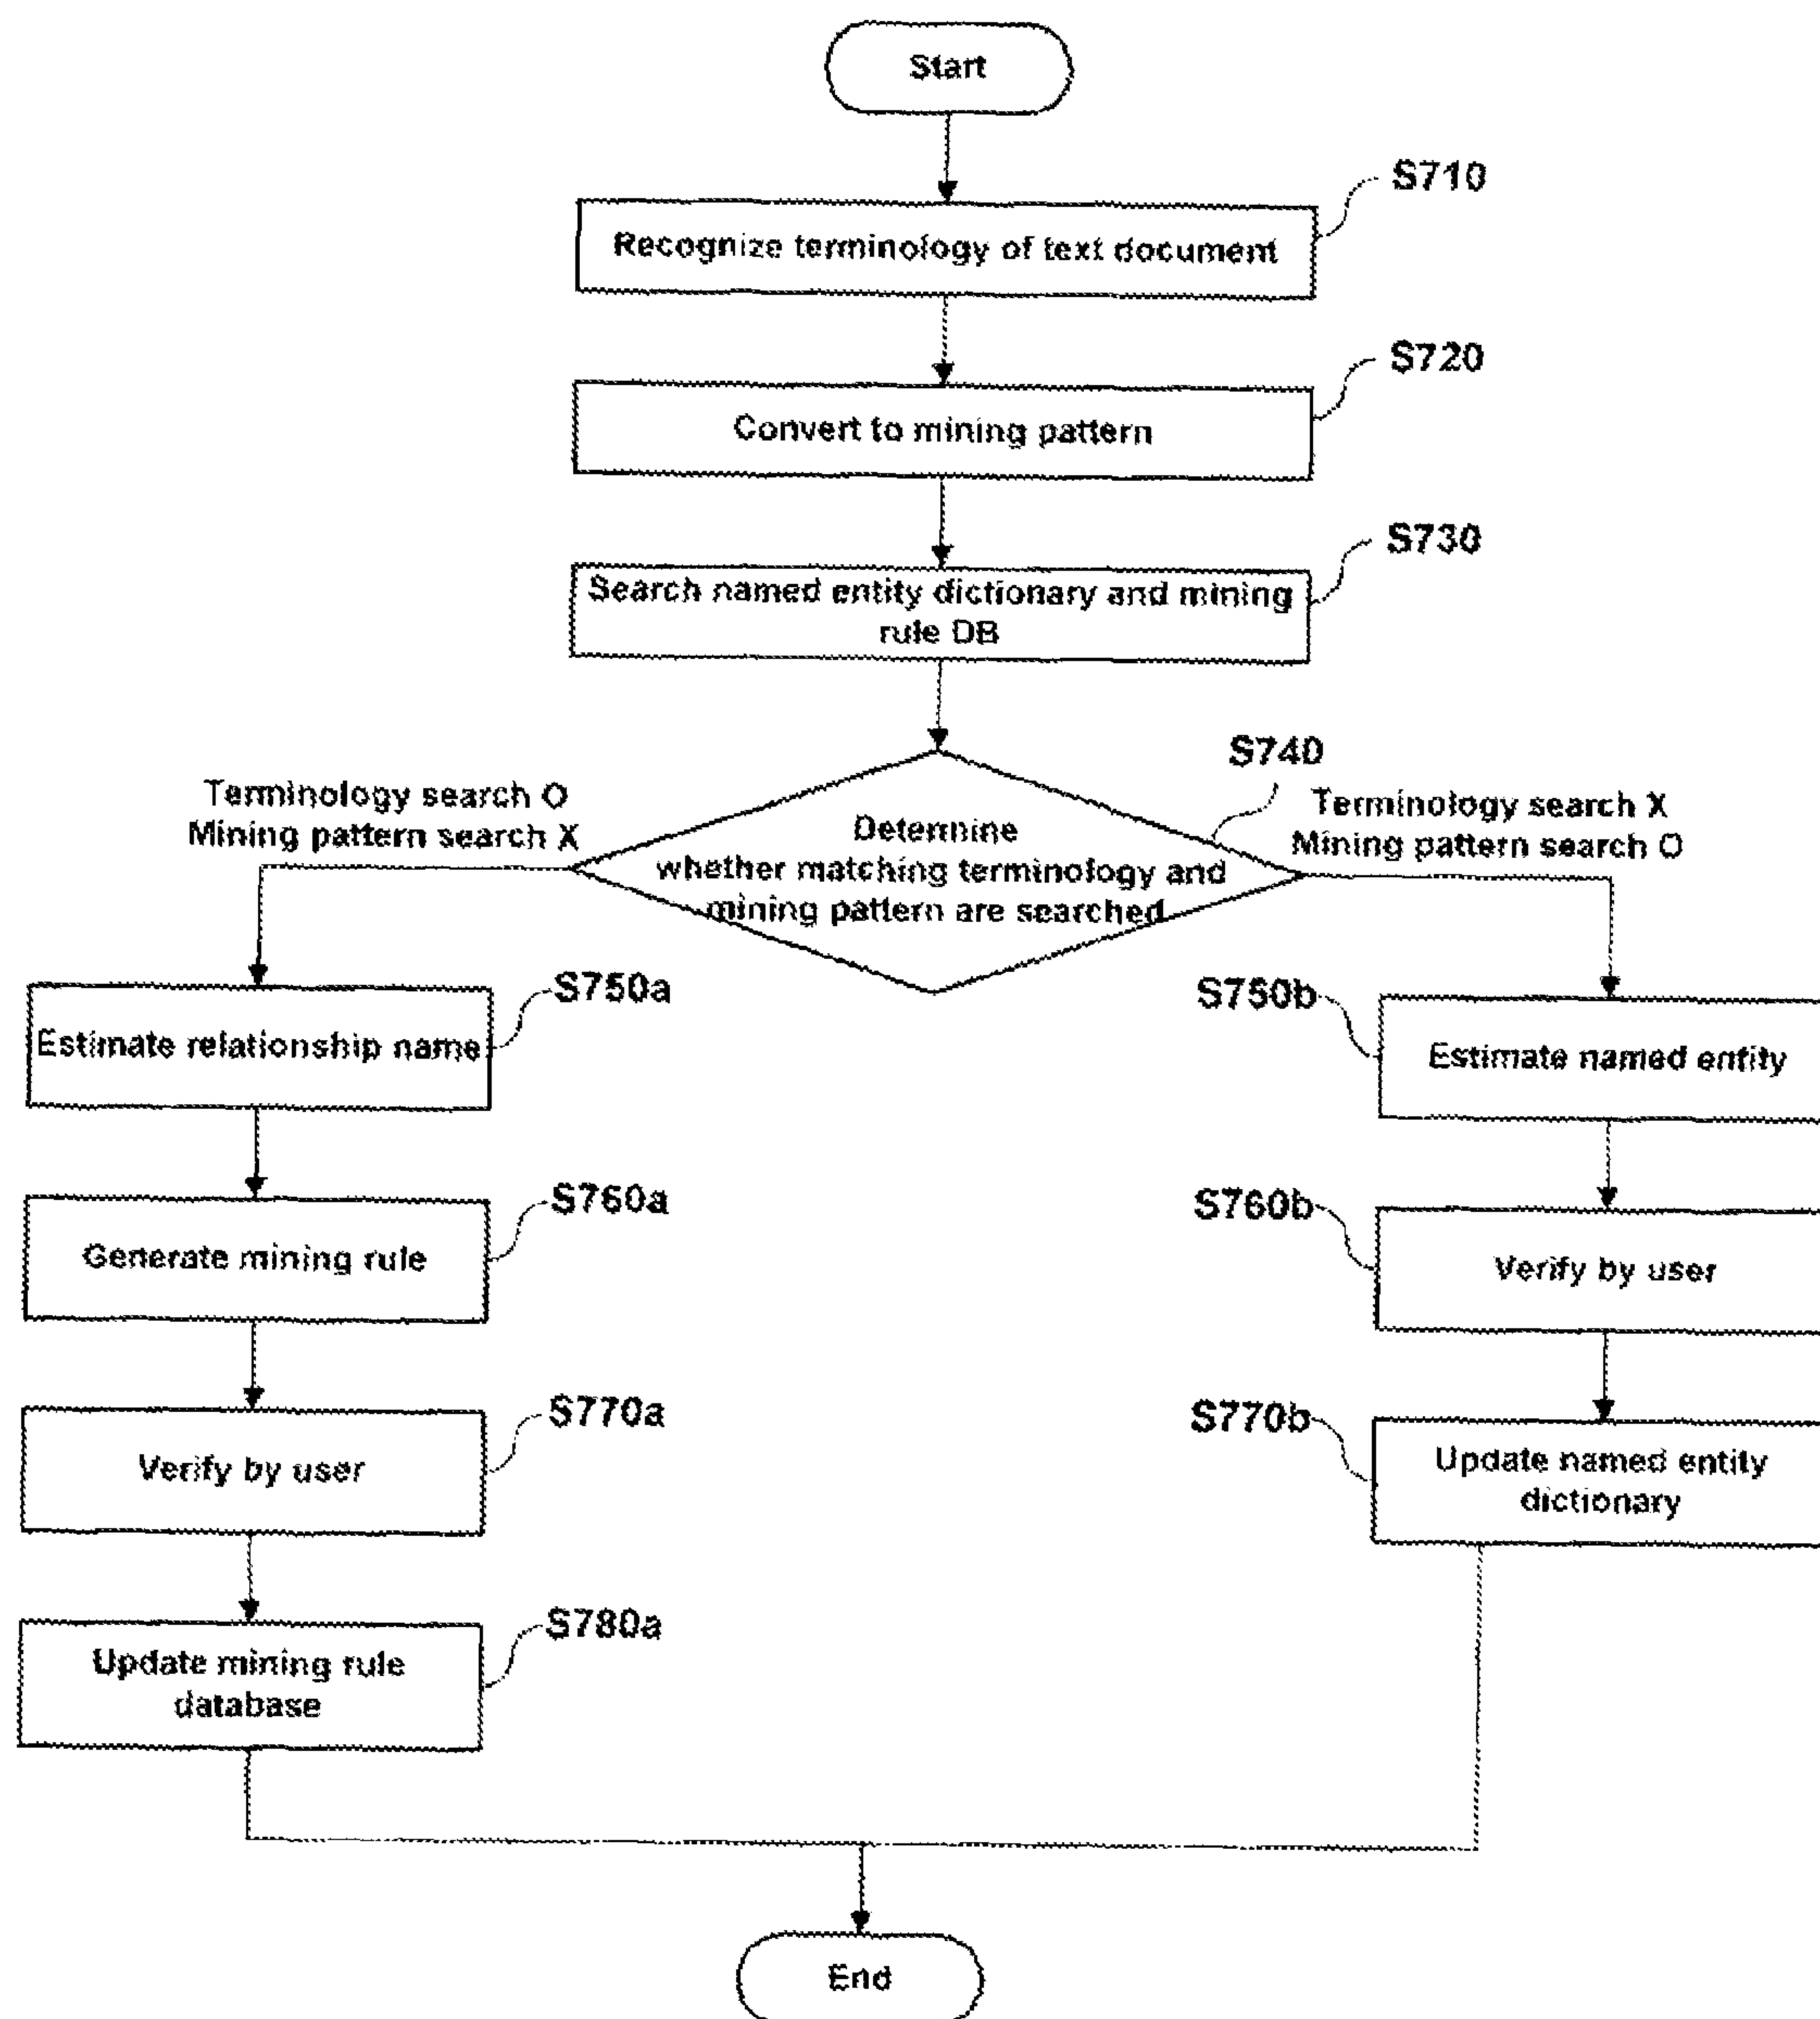 Start
S710
Recognize terminology of text document
S720
Convert to mining pattern
S730
Search named entity dictionary and mining
rule DB
S740
Terminology search O
Mining pattern search X
Terminology search X
Mining pattern search O
Determine
whether matching terminology and
mining pattern are searched
S750a
Estimate relationship name
S750b
Estimate named entity
S760a
Generate mining rule
S760b
Verify by user
S770a
Verify by user
S770b
Update named entity
dictionary
S780a
Update mining rule
database
End